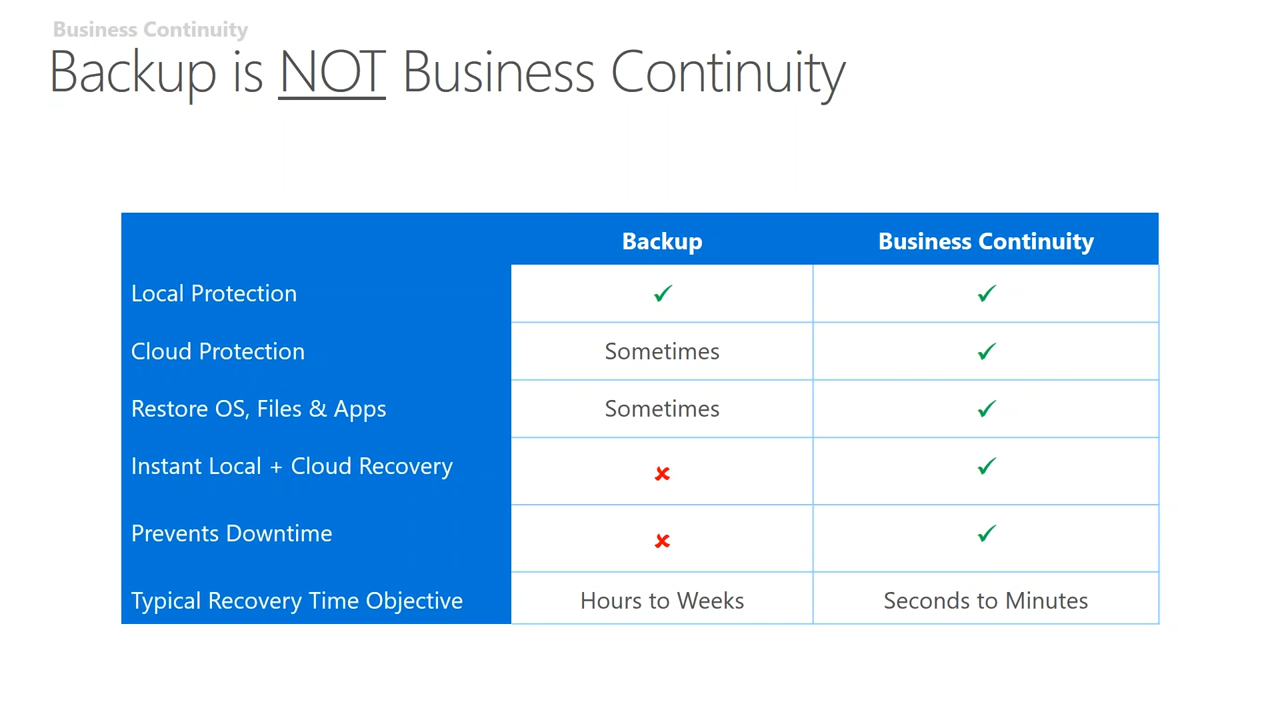 Business Continuity
Backup is NOT Business Continuity
Backup Business Continuity
Local Protection ✓ ✓
Cloud Protection Sometimes ✓
Restore OS, Files & Apps Sometimes ✓
Instant Local + Cloud Recovery ✘ ✓
Prevents Downtime ✘ ✓
Typical Recovery Time Objective Hours to Weeks Seconds to Minutes